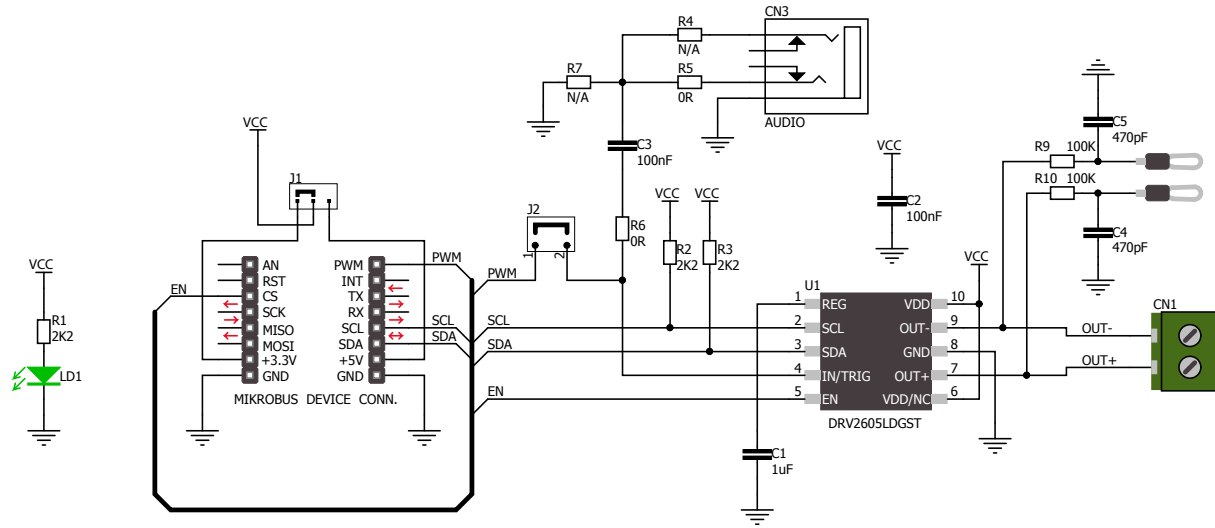 CN3
AUDIO
R4
N/A
R5
0R
R7
N/A
C3
100nF
R6
0R
VCC
J1
J2
1
2
VCC
R2
2K2
VCC
R3
2K2
VCC
C2
100nF
C5
470pF
R9 100K
R10 100K
C4
470pF
VCC
R1
2K2
LD1
EN
AN
RST
CS
SCK
MISO
MOSI
+3.3V
GND
PWM
INT
TX
RX
SCL
SDA
+5V
GND
MIKROBUS DEVICE CONN.
PWM
SCL
SDA
PWM
SCL
SDA
EN
U1
1 REG
2 SCL
3 SDA
4 IN/TRIG
5 EN
VDD 10
OUT- 9
GND 8
OUT+ 7
VDD/NC 6
DRV2605LDGST
C1
1uF
VCC
OUT-
OUT+
CN1